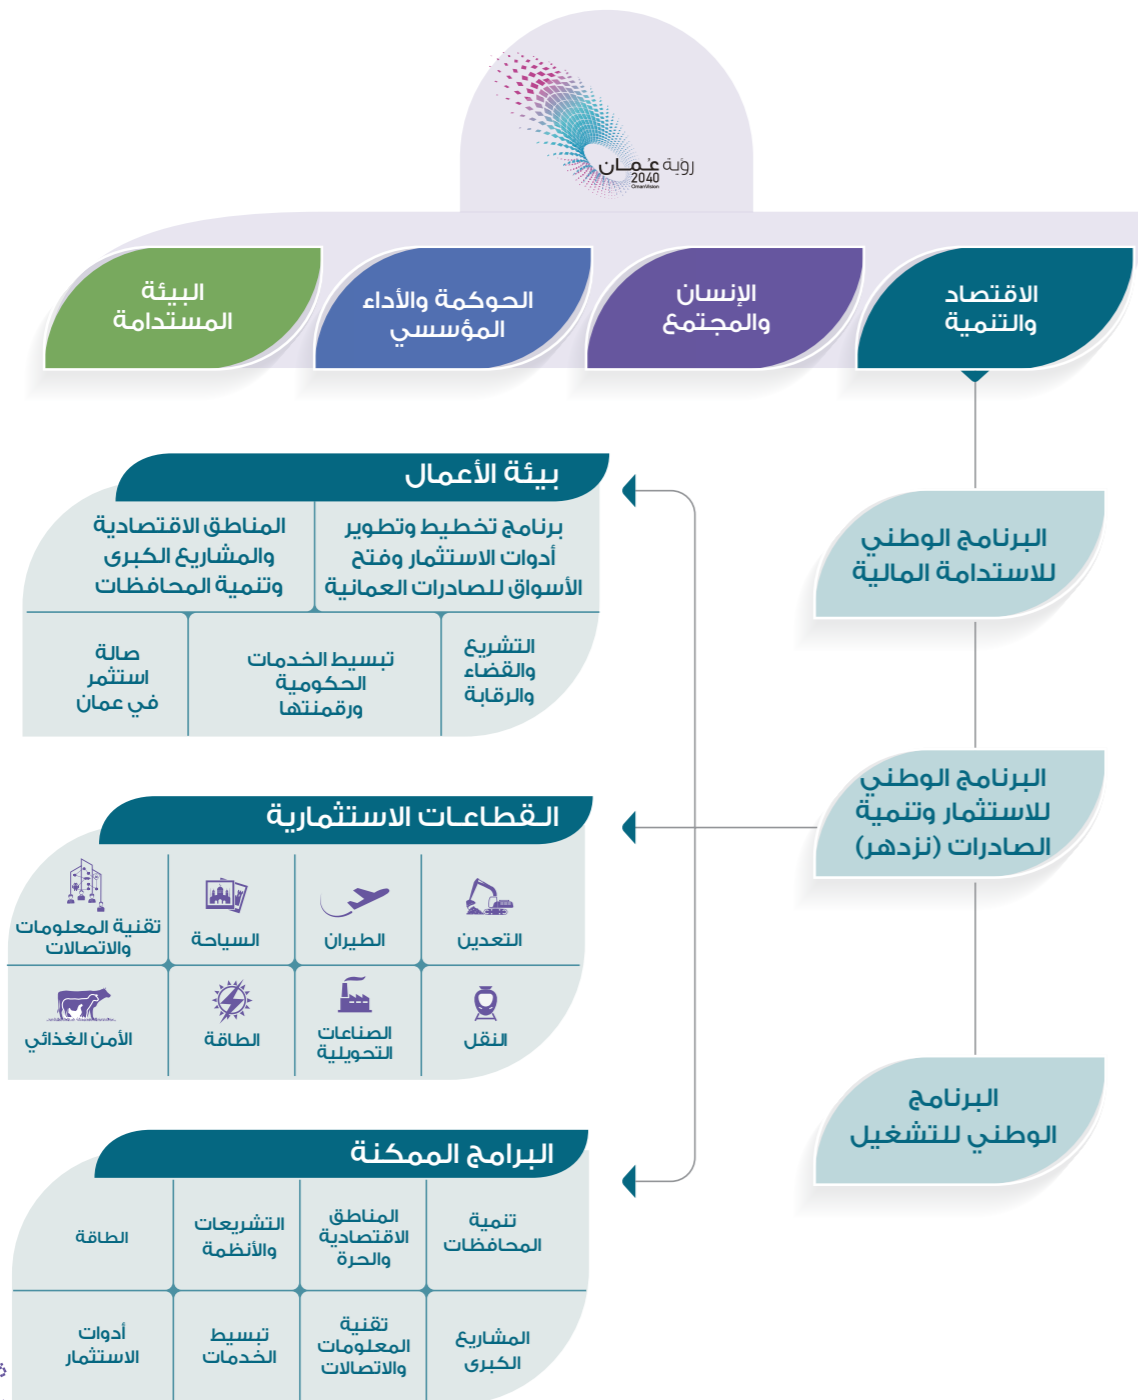 رؤية عُمـان
2040
OmanVision
الاقتصاد
والتنمية
الإنسان
والمجتمع
الحوكمة والأداء
المؤسسي
البيئة
المستدامة
البرنامج الوطني
للاستدامة المالية
البرنامج الوطني
للاستثمار وتنمية
الصادرات (نزدهر)
البرنامج
الوطني للتشغيل
بيئة الأعمال
برنامج تخطيط وتطوير
أدوات الاستثمار وفتح
الأسواق للصادرات العمانية
المناطق الاقتصادية
والمشاريع الكبرى
وتنمية المحافظات
التشريع
والقضاء
والرقابة
تبسيط الخدمات
الحكومية
ورقمنتها
صالة
استثمر
في عمان
القطاعـات الاستثمارية
التعدين
الطيران
السياحة
تقنية المعلومات
والاتصالات
النقل
الصناعات
التحويلية
الطاقة
الأمن الغذائي
البرامج الممكنة
تنمية
المحافظات
المناطق
الاقتصادية
والحرة
التشريعات
والأنظمة
الطاقة
المشاريع
الكبرى
تقنية
المعلومات
والاتصالات
تبسيط
الخدمات
أدوات
الاستثمار